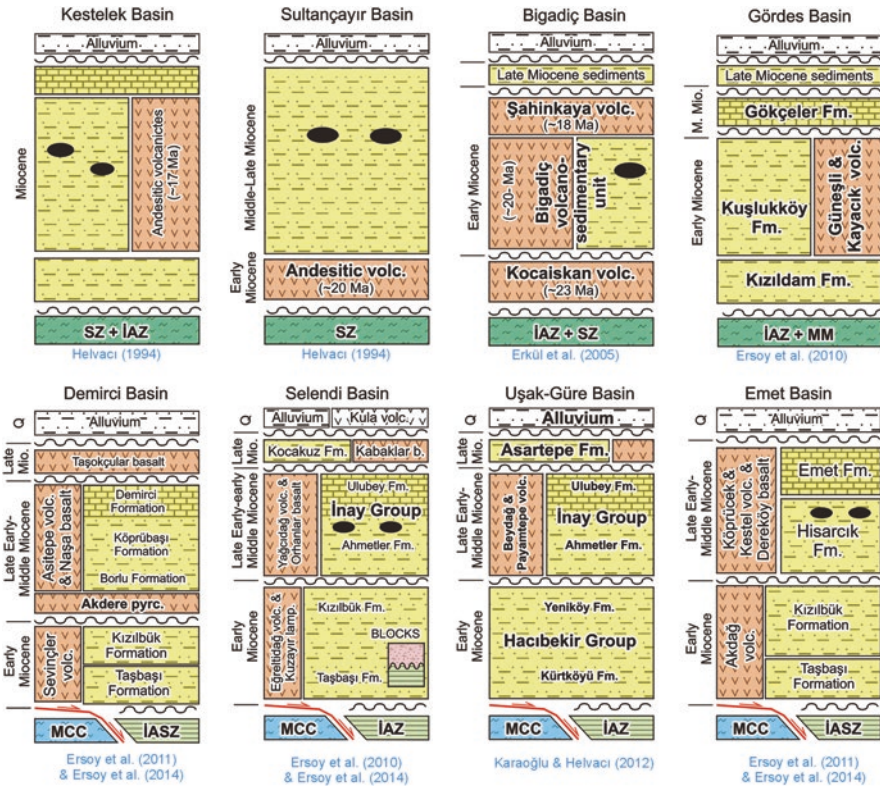 Kestelek Basin
Alluvium
Miocene
Andesitic volcanictes
(~17 Ma)
SZ + İAZ
Helvacı (1994)
Sultançayır Basin
Alluvium
Middle-Late Miocene
Early
Miocene
Andesitic volc.
(~20 Ma)
SZ
Helvacı (1994)
Bigadiç Basin
Alluvium
Late Miocene sediments
Şahinkaya volc.
(~18 Ma)
Early Miocene
(~20- Ma)
Bigadiç
volcano-
sedimentary
unit
Kocaiskan volc.
(~23 Ma)
İAZ + SZ
Erkül et al. (2005)
Gördes Basin
Alluvium
Late Miocene sediments
M. Mio.
Gökçeler Fm.
Early Miocene
Kuşlukköy
Fm.
Güneşli &
Kayacık volc.
Kızıldam Fm.
İAZ + MM
Ersoy et al. (2010)
Demirci Basin
Q
Alluvium
Late
Mio.
Taşokçular basalt
Late Early-
Middle Miocene
Asitepe volc.
& Naşa basalt
Demirci
Formation
Köprübaşı
Formation
Borlu Formation
Akdere pyrc.
Early
Miocene
Sevinçler
volc.
Kızılbük
Formation
Taşbaşı
Formation
MCC
İASZ
Ersoy et al. (2011)
& Ersoy et al. (2014)
Selendi Basin
Q
Alluvium
Kula volc.
Late
Mio.
Kocakuz Fm.
Kabaklar b.
Late Early-early
Middle Miocene
Yağcıdağ volc. &
Orhanlar basalt
Ulubey Fm.
İnay Group
Ahmetler Fm.
Early
Miocene
Eğreltidağ volc. &
Kuzayır lamp.
Kızılbük Fm.
BLOCKS
Taşbaşı Fm.
MCC
İAZ
Ersoy et al. (2010)
& Ersoy et al. (2014)
Uşak-Güre Basin
Q
Alluvium
Late
Mio.
Asartepe Fm.
Late Early-
Middle Miocene
Beydağ &
Payamtepe volc.
Ulubey Fm.
İnay Group
Ahmetler Fm.
Early
Miocene
Yeniköy Fm.
Hacıbekir Group
Kürtköyü Fm.
MCC
İAZ
Karaoğlu & Helvacı (2012)
Emet Basin
Q
Alluvium
Late Early-
Middle Miocene
Köprücek &
Kestel volc. &
Dereköy basalt
Emet Fm.
Hisarcık
Fm.
Early
Miocene
Akdağ
volc.
Kızılbük
Formation
Taşbaşı
Formation
MCC
İASZ
Ersoy et al. (2011)
& Ersoy et al. (2014)